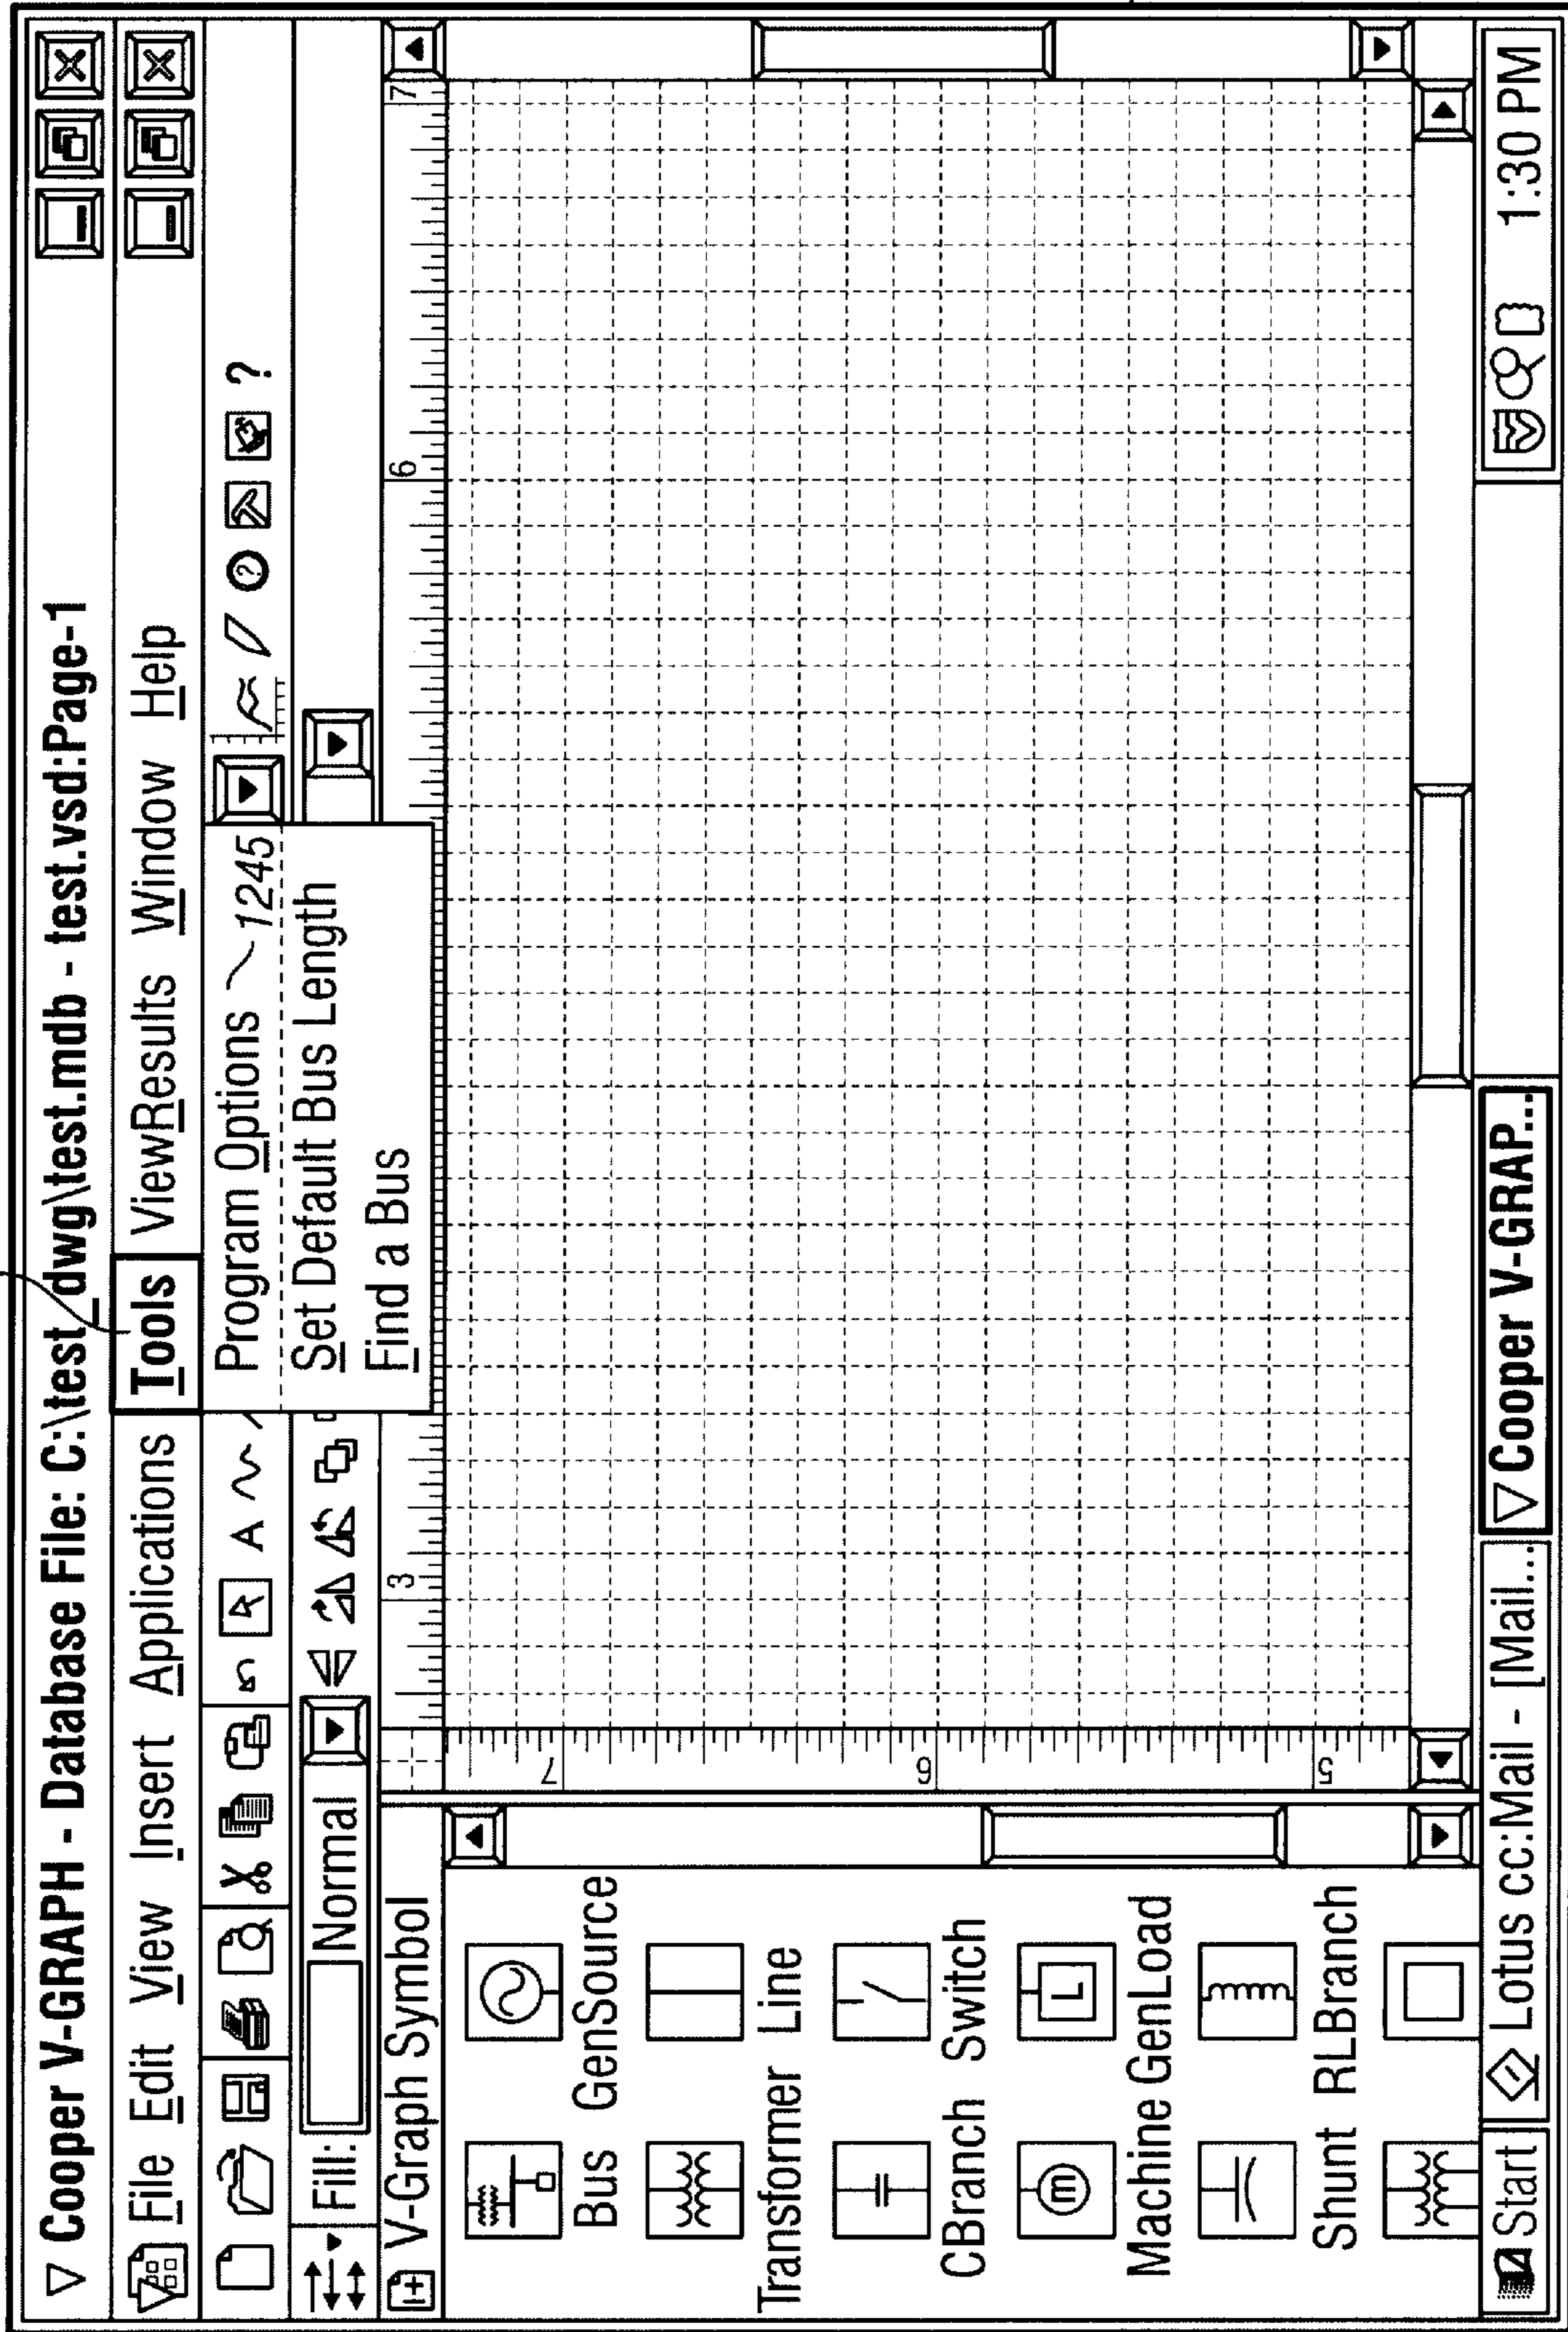 Cooper V-GRAPH - Database File: C:\test_dwg\test.mdb - test.vsd:Page-1
File Edit View Insert Applications Tools ViewResults Window Help
A ?
Program Options 1245
Set Default Bus Length
Find a Bus
Fill: Normal
V-Graph Symbol
3 6 7
7
6
5
Bus GenSource
Transformer Line
CBranch Switch
m L
Machine GenLoad
Shunt RLBranch
Start Lotus cc:Mail - [Mail... Cooper V-GRAP... 1:30 PM